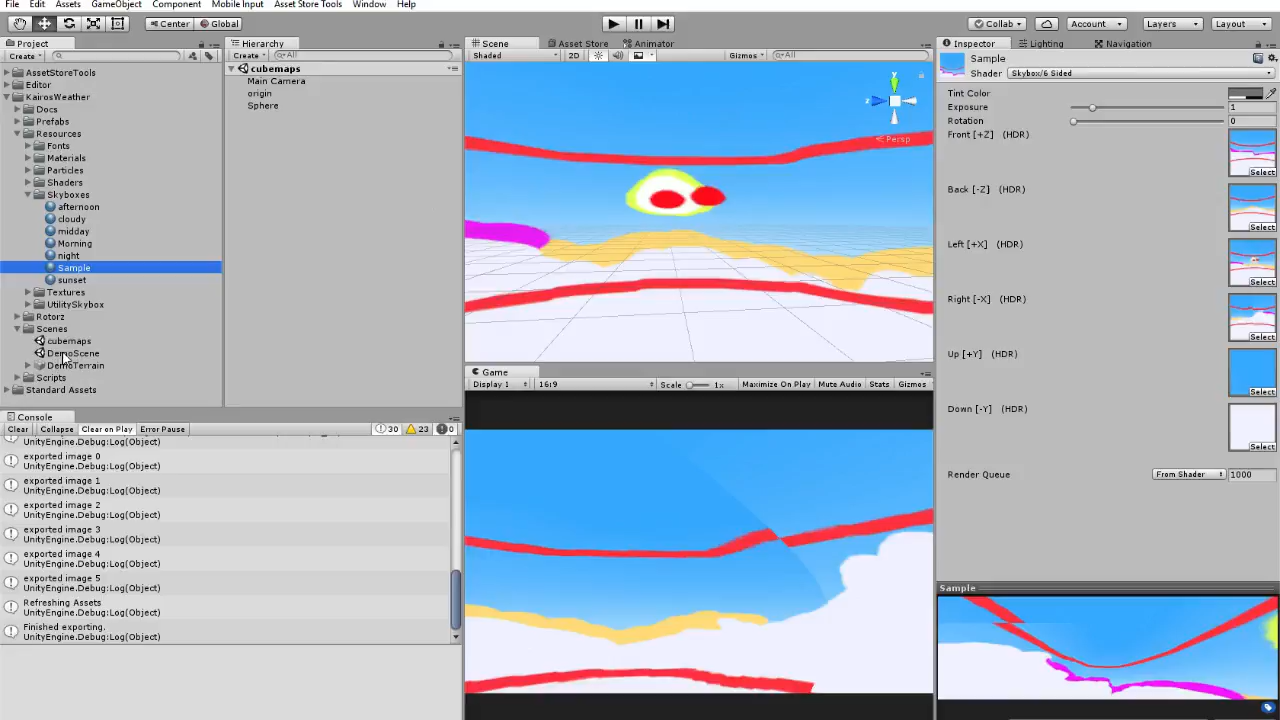 File Edit Assets GameObject Component Mobile Input Asset Store Tools Window Help
Center Global Collab Account Layers Layout
Project
Create
AssetStoreTools
Editor
KairosWeather
Docs
Prefabs
Resources
Fonts
Materials
Particles
Shaders
Skyboxes
afternoon
cloudy
midday
Morning
night
Sample
sunset
Textures
UtilitySkybox
Rotorz
Scenes
cubemaps
DemoScene
DemoTerrain
Scripts
Standard Assets
Hierarchy
Create All
cubemaps
Main Camera
origin
Sphere
Scene Asset Store Animator
Shaded 2D Gizmos All
y
z
Persp
Game
Display 1 16:9 Scale 1x Maximize On Play Mute Audio Stats Gizmos
Console
Clear Collapse Clear on Play Error Pause 30 23 0
UnityEngine.Debug:Log(Object)
exported image 0
UnityEngine.Debug:Log(Object)
exported image 1
UnityEngine.Debug:Log(Object)
exported image 2
UnityEngine.Debug:Log(Object)
exported image 3
UnityEngine.Debug:Log(Object)
exported image 4
UnityEngine.Debug:Log(Object)
exported image 5
UnityEngine.Debug:Log(Object)
Refreshing Assets
UnityEngine.Debug:Log(Object)
Finished exporting.
UnityEngine.Debug:Log(Object)
Inspector Lighting Navigation
Sample
Shader Skybox/6 Sided
Tint Color
Exposure 1
Rotation 0
Front [+Z] (HDR)
Select
Back [-Z] (HDR)
Select
Left [+X] (HDR)
Select
Right [-X] (HDR)
Select
Up [+Y] (HDR)
Select
Down [-Y] (HDR)
Select
Render Queue From Shader 1000
Sample